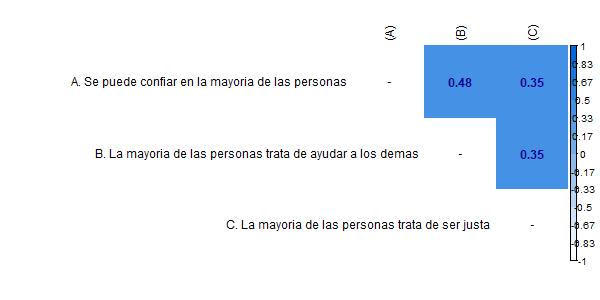 (A)
(B)
(C)
A. Se puede confiar en la mayoria de las personas - 0.48 0.35
B. La mayoria de las personas trata de ayudar a los demas - 0.35
C. La mayoria de las personas trata de ser justa -
1
0.83
0.67
0.5
0.33
0.17
0
-0.17
-0.33
-0.5
-0.67
-0.83
-1